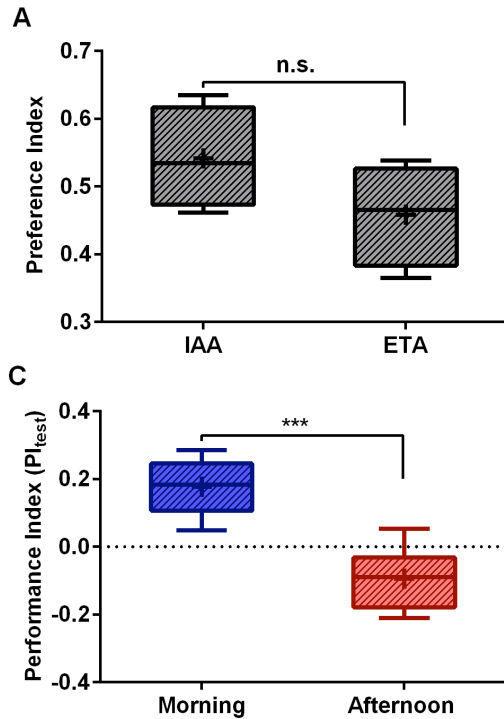 A
n.s.
Preference Index
0.7
0.6
0.5
0.4
0.3
IAA
ETA
C
***
Performance Index (PItest)
0.4
0.2
0.0
-0.2
-0.4
Morning
Afternoon